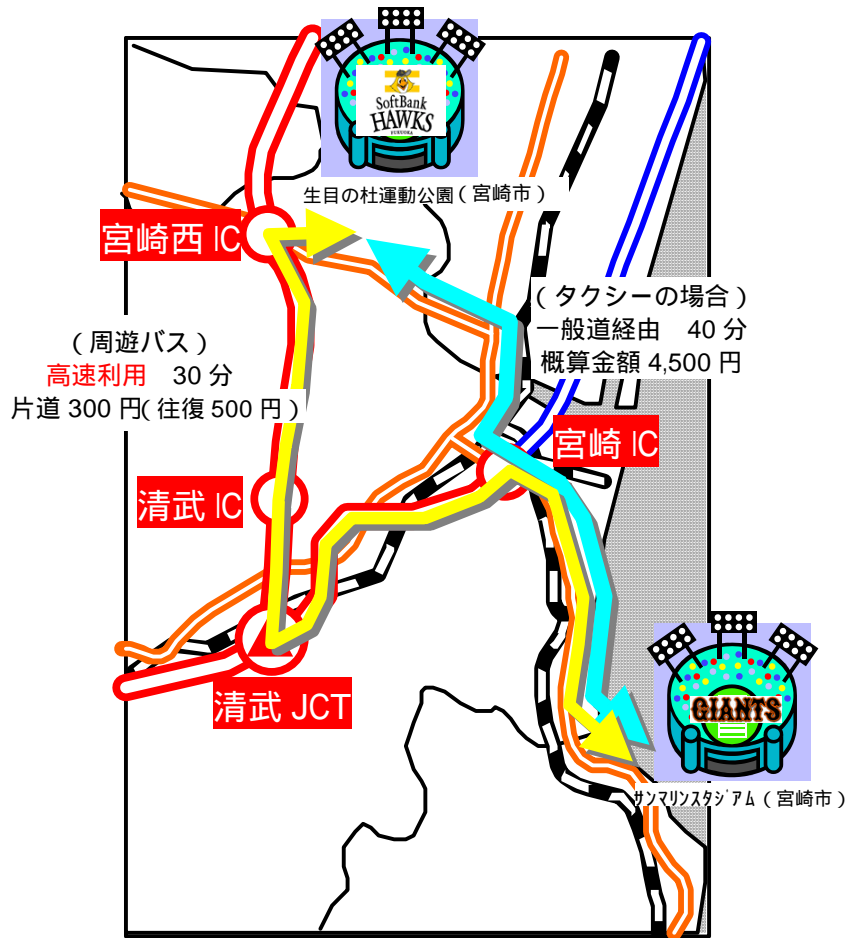 SoftBank
HAWKS
FUKUOKA
生目の杜運動公園(宮崎市)
宮崎西 IC
(タクシーの場合)
一般道経由 40 分
概算金額 4,500 円
(周遊バス)
高速利用 30 分
片道 300 円(往復 500 円)
宮崎 IC
清武 IC
清武 JCT
GIANTS
ｻﾝﾏﾘﾝｽﾀｼﾞｱﾑ(宮崎市)